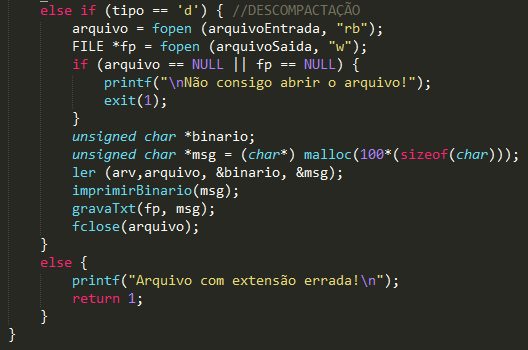 else if (tipo == 'd') { //DESCOMPACTAÇÃO
arquivo = fopen (arquivoEntrada, "rb");
FILE *fp = fopen (arquivoSaida, "w");
if (arquivo == NULL || fp == NULL) {
printf("\nNão consigo abrir o arquivo!");
exit(1);
}
unsigned char *binario;
unsigned char *msg = (char*) malloc(100*(sizeof(char)));
ler (arv,arquivo, &binario, &msg);
imprimirBinario(msg);
gravaTxt(fp, msg);
fclose(arquivo);
}
else {
printf("Arquivo com extensão errada!\n");
return 1;
}
}